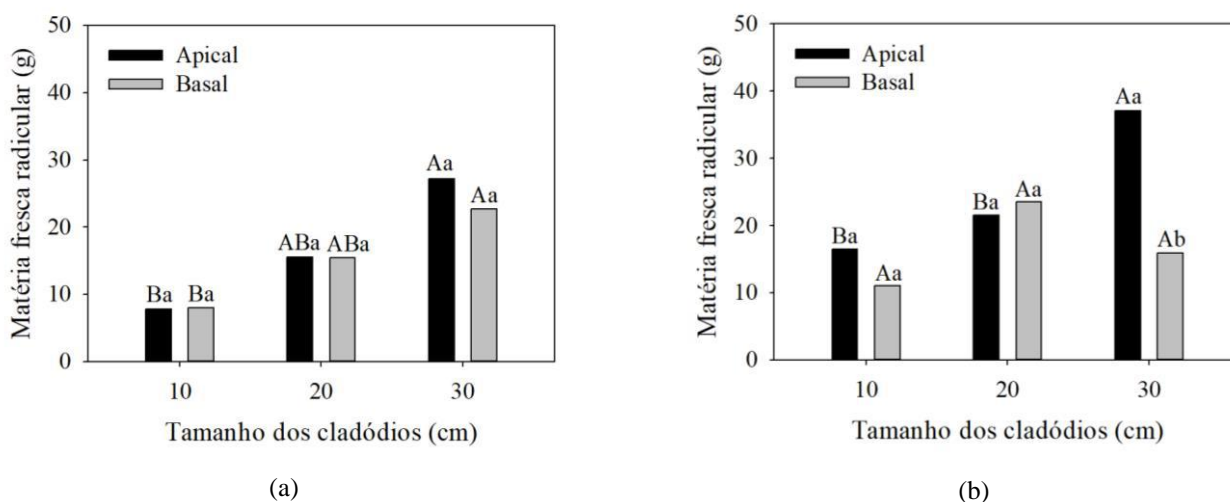 50
40
30
20
10
0
Matéria fresca radicular (g)
Apical
Basal
Ba Ba
ABa ABa
Aa
Aa
10 20 30
Tamanho dos cladódios (cm)
(a)
50
40
30
20
10
0
Matéria fresca radicular (g)
Apical
Basal
Ba
Aa
Ba
Aa
Aa
Ab
10 20 30
Tamanho dos cladódios (cm)
(b)